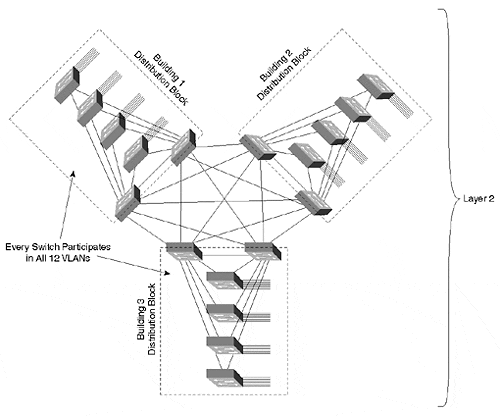 Building 1
Distribution Block
Building 2
Distribution Block
Layer 2
Every Switch Participates
in All 12 VLANs
Building 3
Distribution Block